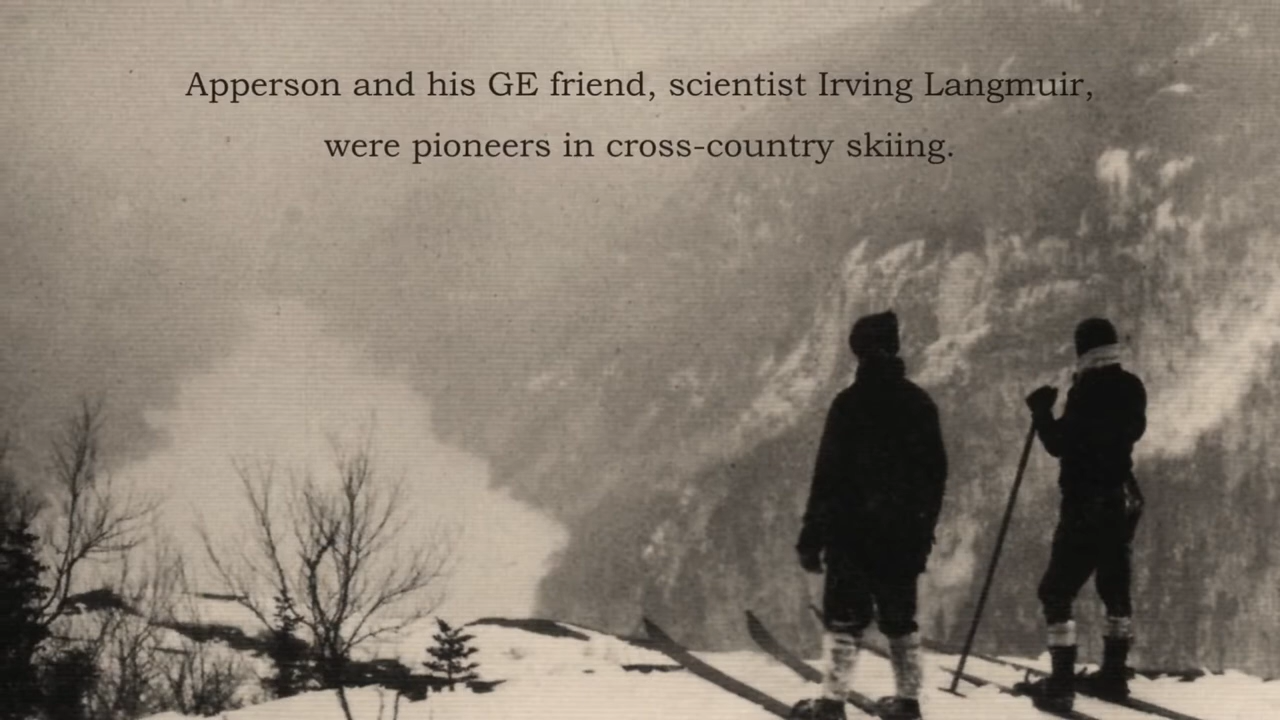 Apperson and his GE friend, scientist Irving Langmuir,
were pioneers in cross-country skiing.